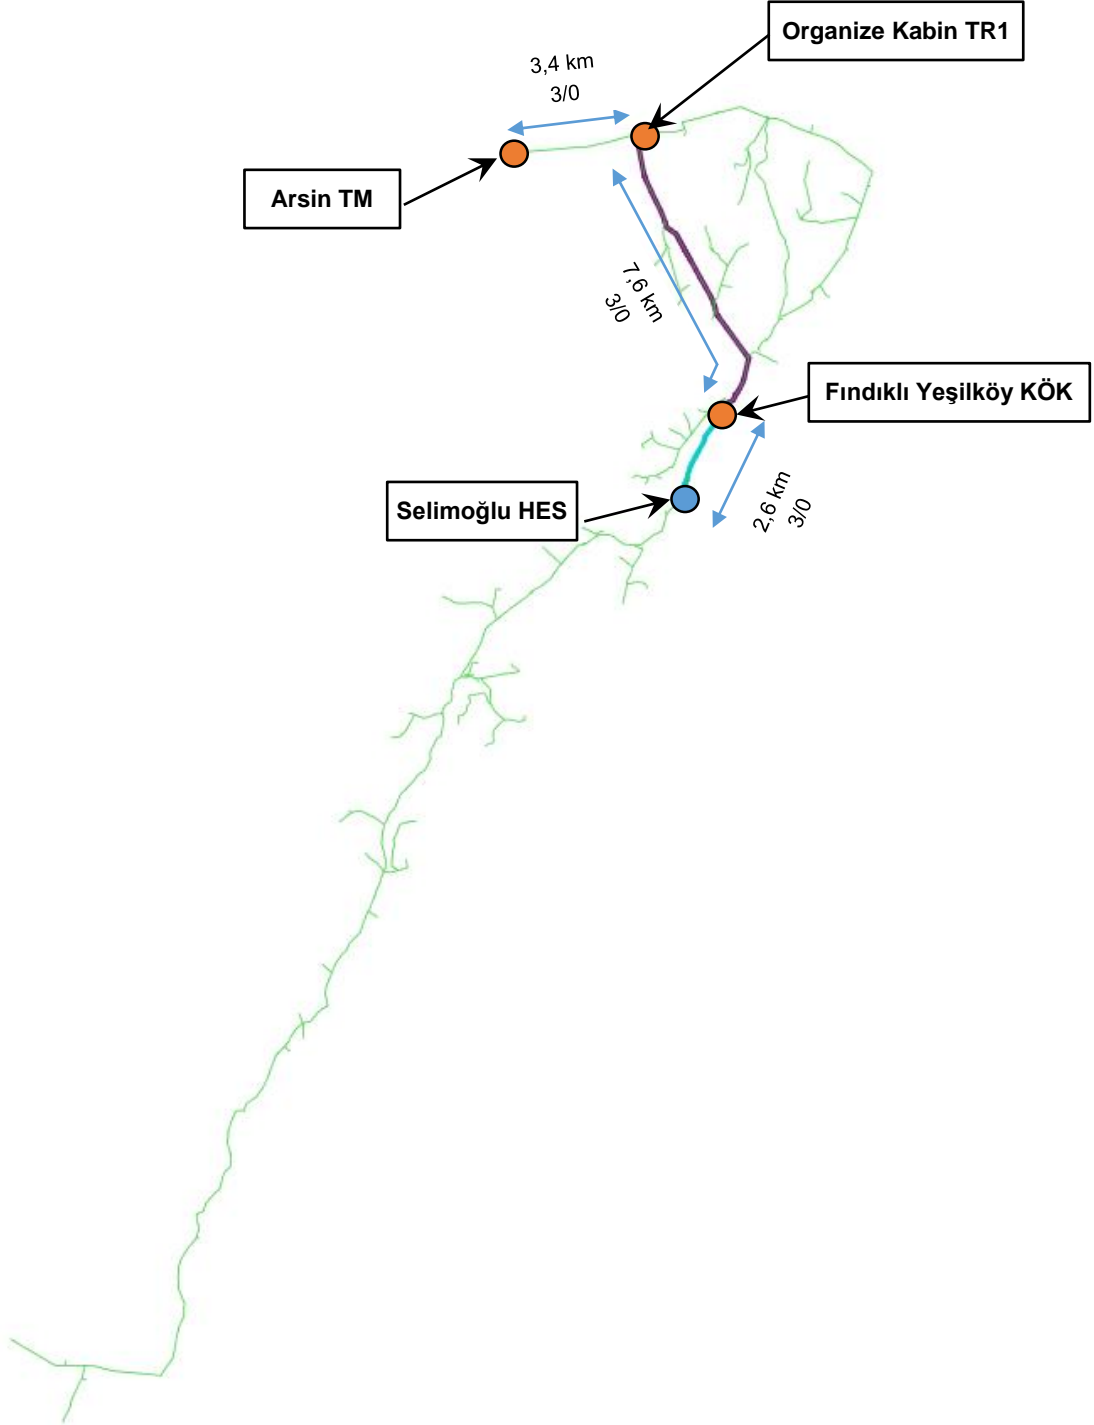 Organize Kabin TR1
3,4 km
3/0
Arsin TM
7,6 km
3/0
Fındıklı Yeşilköy KÖK
Selimoğlu HES
2,6 km
3/0